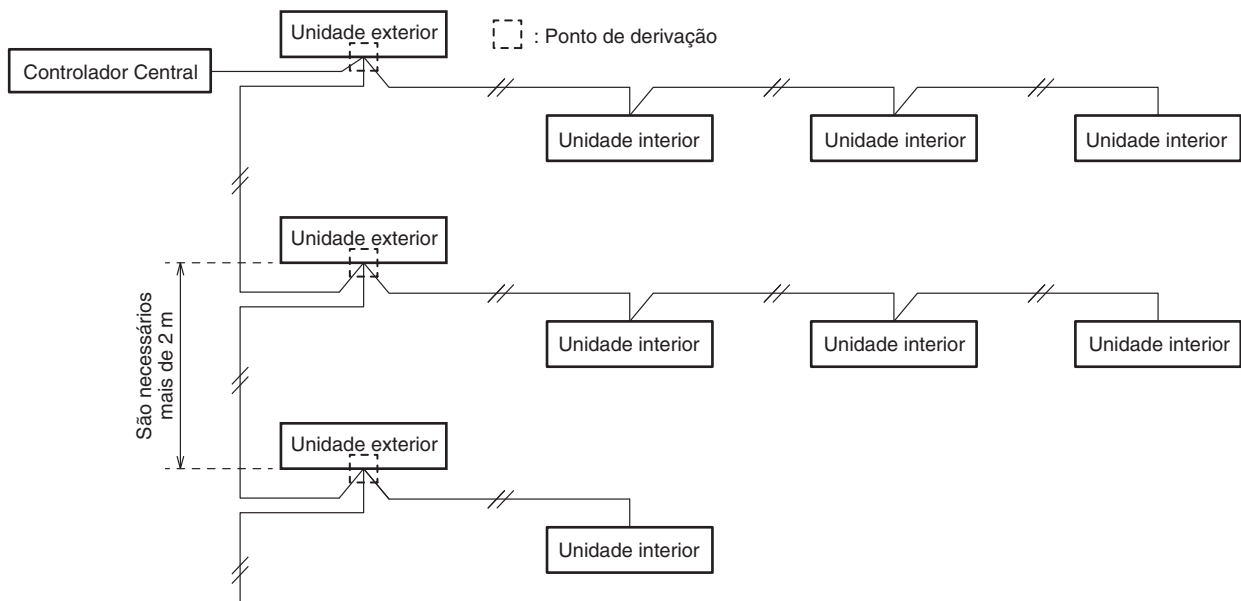 Unidade exterior
: Ponto de derivação
Controlador Central
Unidade interior
Unidade interior
Unidade interior
Unidade exterior
São necessários
mais de 2 m
Unidade interior
Unidade interior
Unidade interior
Unidade exterior
Unidade interior